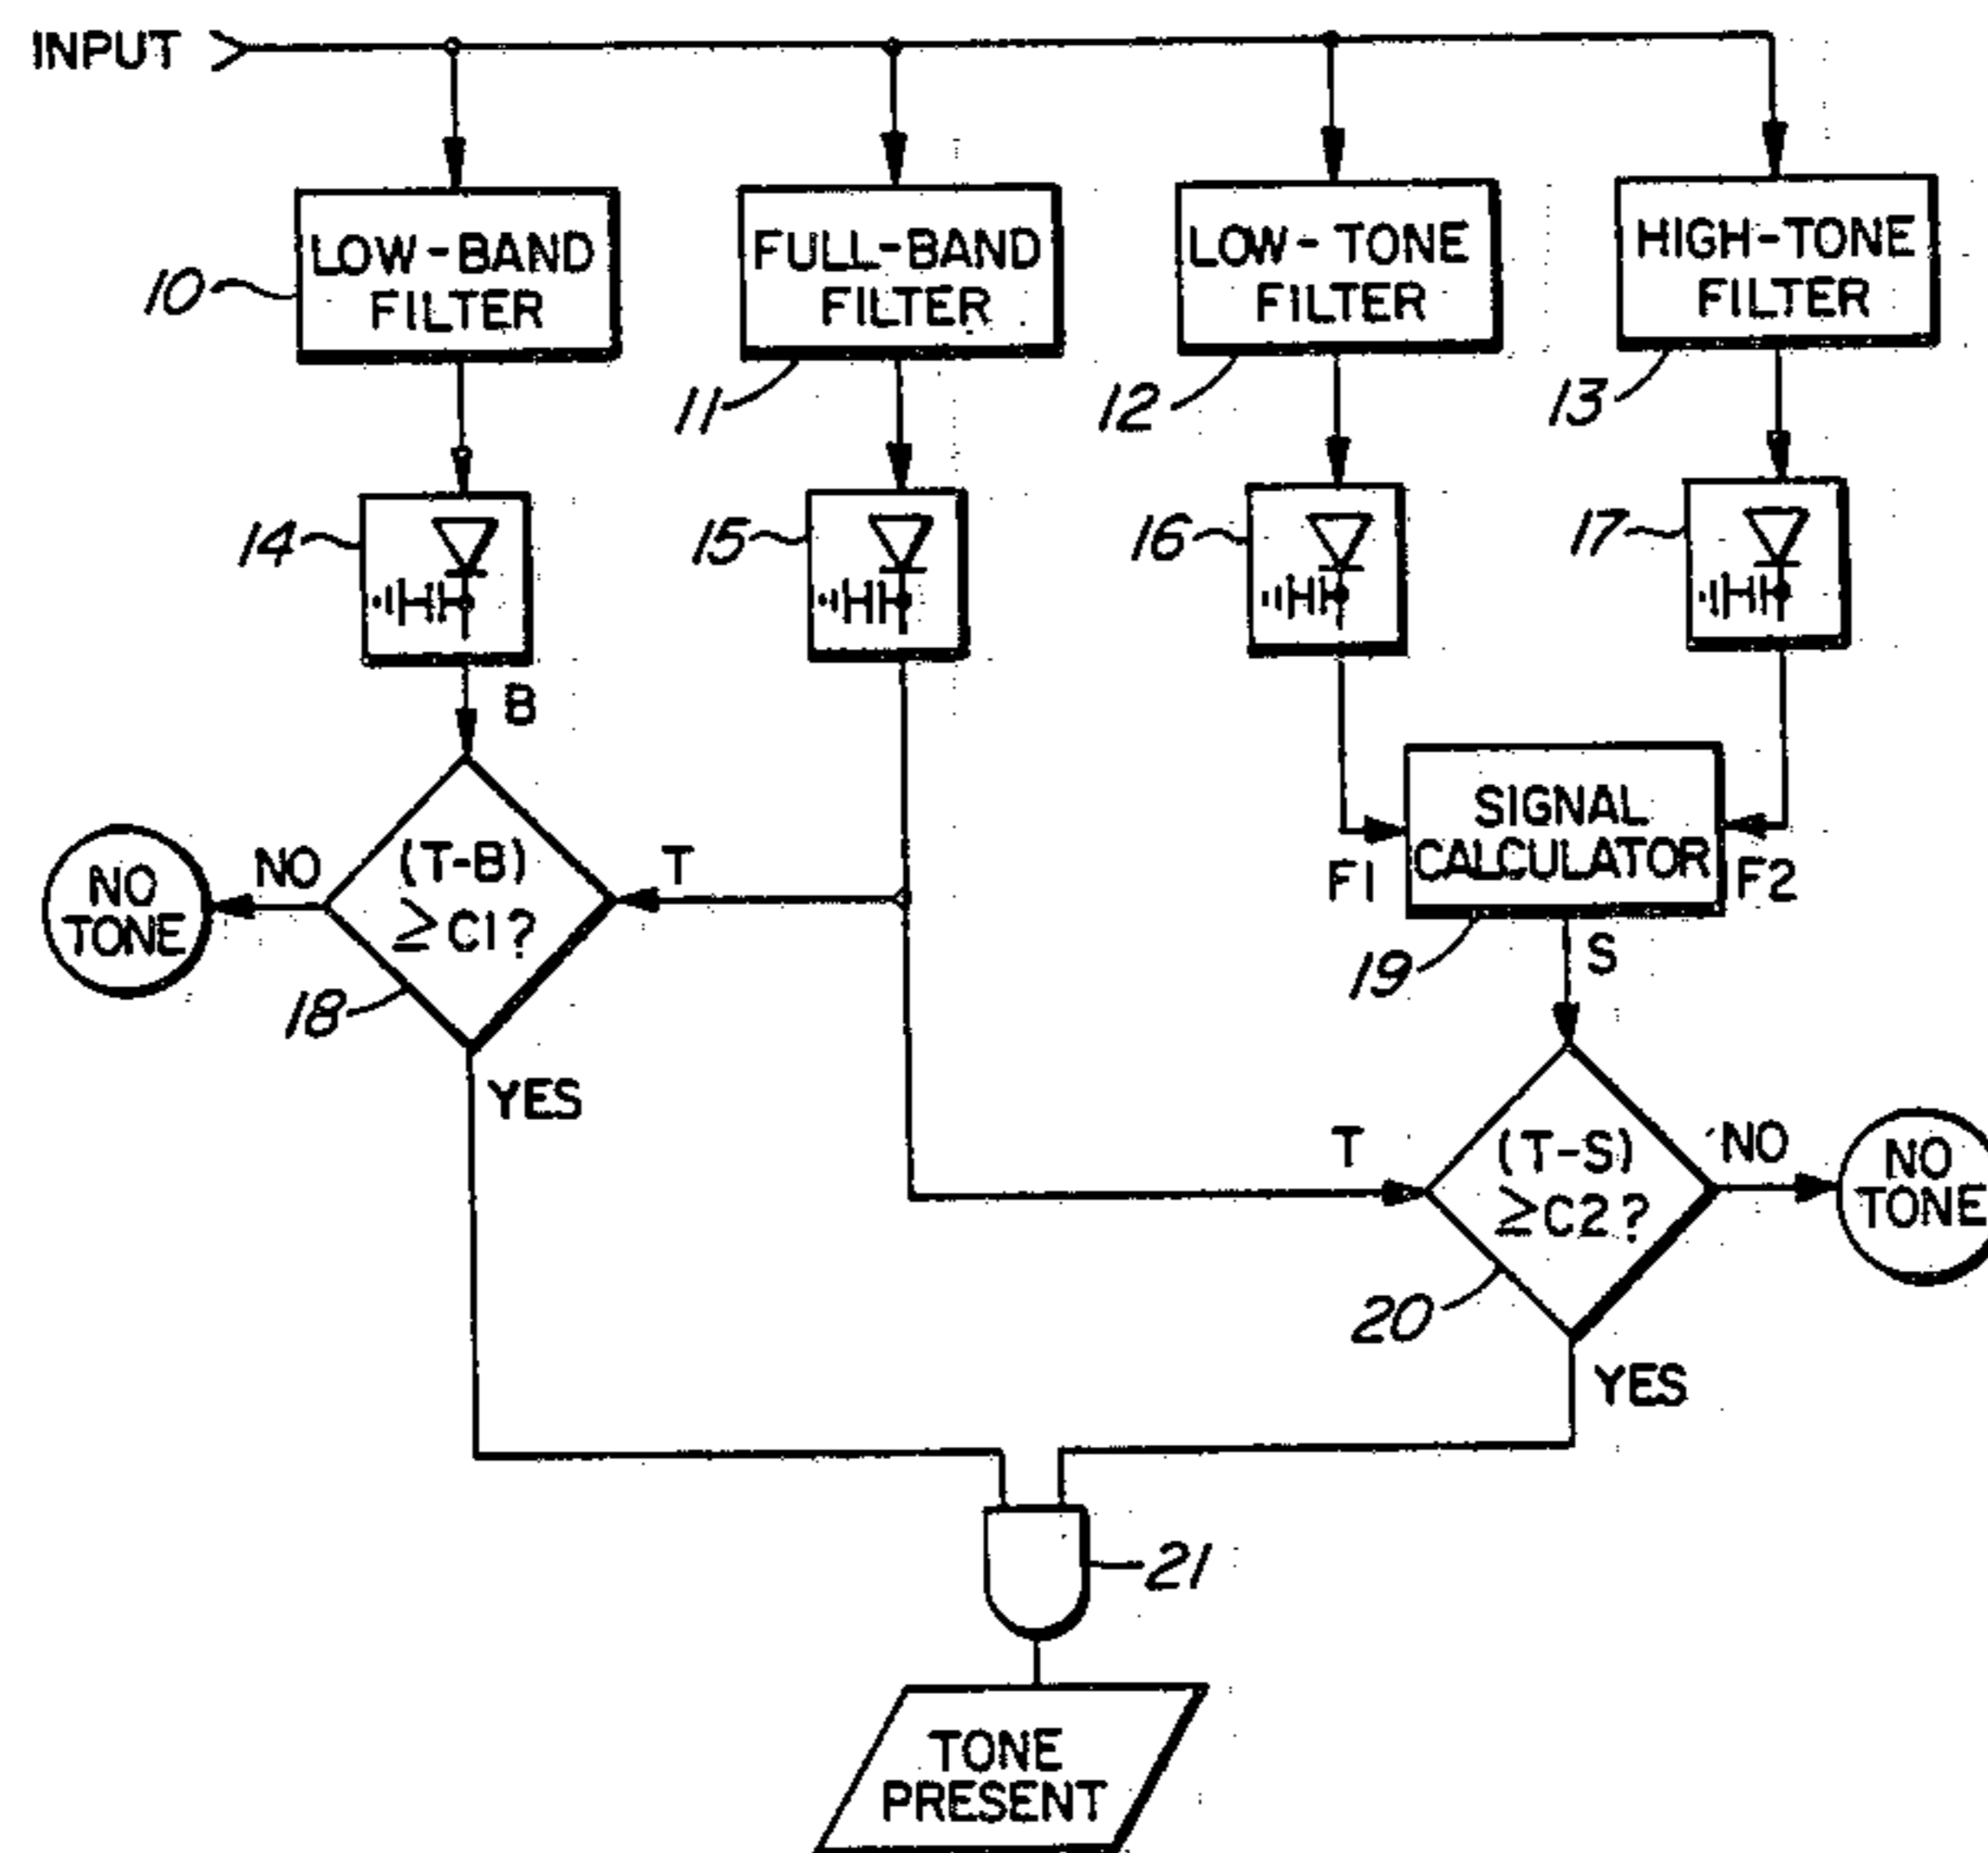 INPUT
LOW-BAND
FILTER
10
FULL-BAND
FILTER
11
LOW-TONE
FILTER
12
HIGH-TONE
FILTER
13
14
15
16
17
B
NO
TONE
NO
(T-B)
≥C1?
T
18
YES
F1
SIGNAL
CALCULATOR
F2
19
S
T
(T-S)
≥C2?
NO
NO
TONE
20
YES
21
TONE
PRESENT